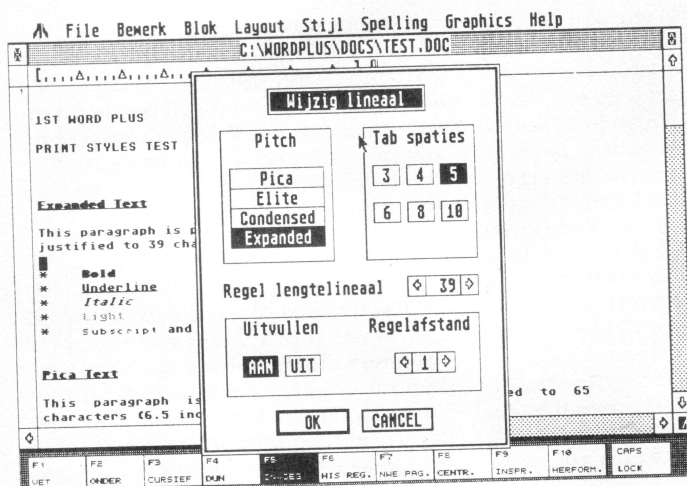 File Bewerk Blok Layout Stijl Spelling Graphics Help
C:\WORDPLUS\DOCS\TEST.DOC
Wijzig lineaal
1ST WORD PLUS
PRINT STYLES TEST
Pitch
Pica
Elite
Condensed
Expanded
Tab spaties
3 4 5
6 8 10
Expanded Text
This paragraph is
justified to 39
* Bold
* Underline
* Italic
* Light
* Subscript and
Regel lengtelineaal 39
Uitvullen
AAN UIT
Regelafstand
1
Pica Text
This paragraph is to 65
characters (6.5
OK CANCEL
F1 VET
F2 ONDER
F3 CURSIEF
F4 DUN
F5
F6 HIS REG.
F7 NWE PAG.
F8 CENTR.
F9 INSPR.
F10 HERFORM.
CAPS LOCK